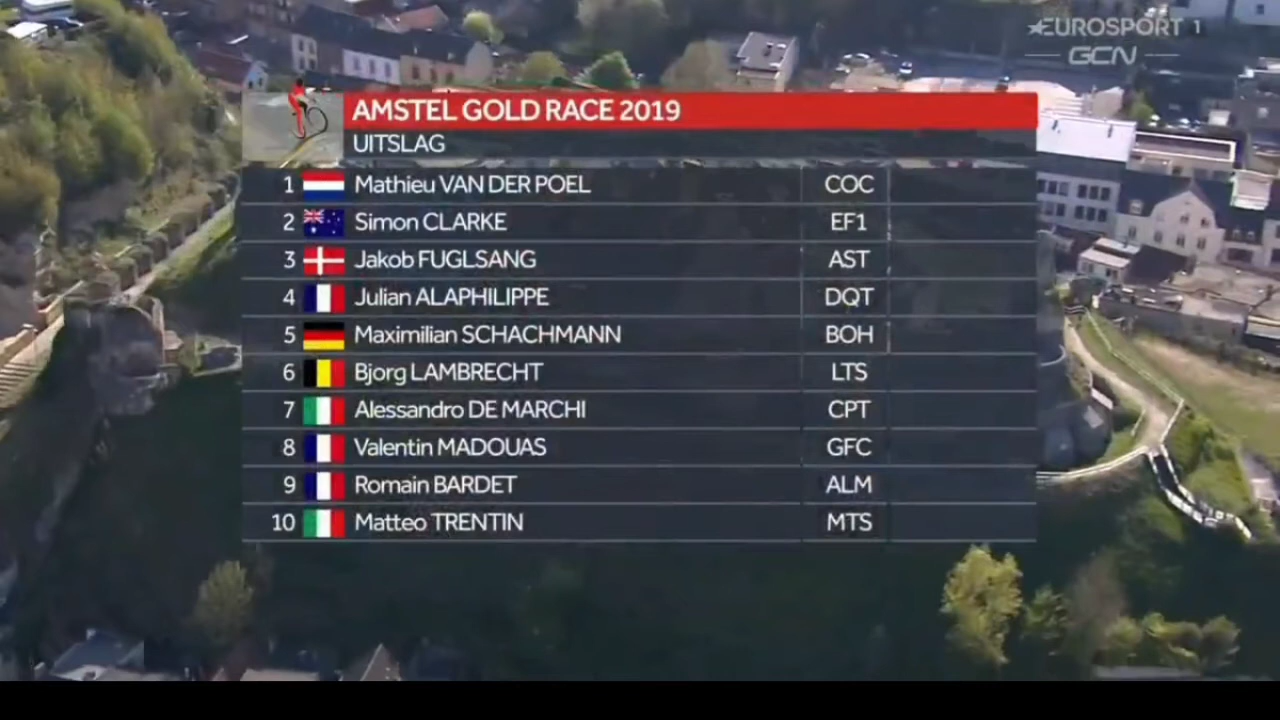 EUROSPORT 1
GCN
AMSTEL GOLD RACE 2019
UITSLAG
1 Mathieu VAN DER POEL COC
2 Simon CLARKE EF1
3 Jakob FUGLSANG AST
4 Julian ALAPHILIPPE DQT
5 Maximilian SCHACHMANN BOH
6 Bjorg LAMBRECHT LTS
7 Alessandro DE MARCHI CPT
8 Valentin MADOUAS GFC
9 Romain BARDET ALM
10 Matteo TRENTIN MTS